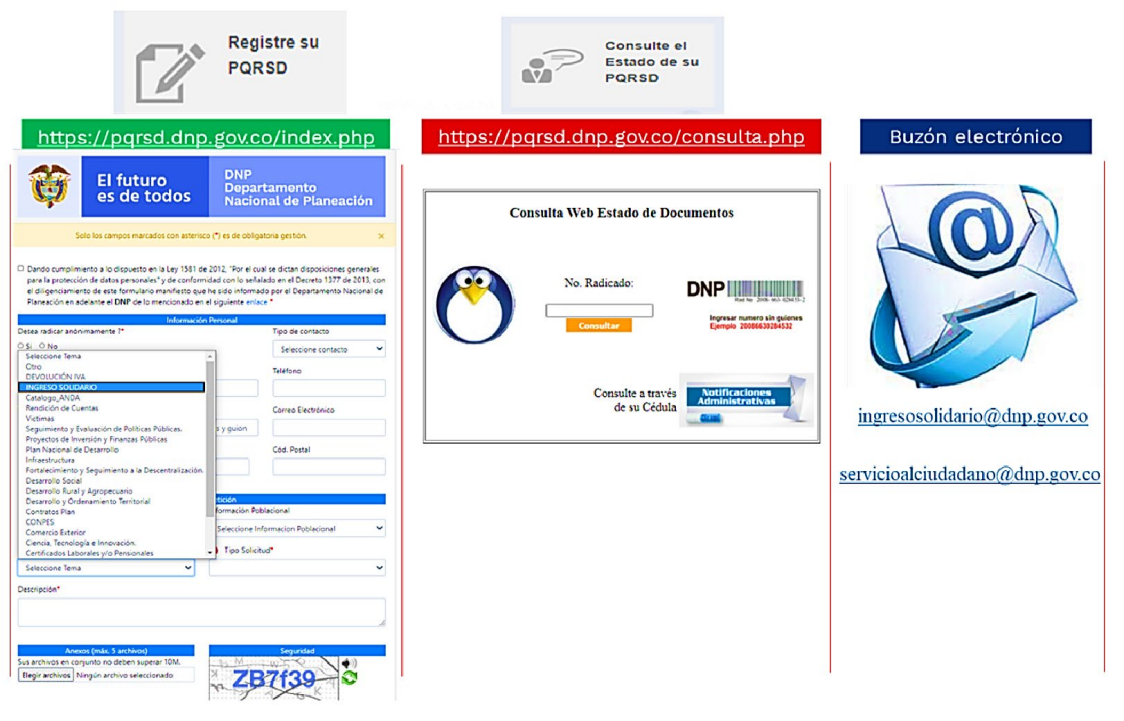 Registre su
PQRSD
Consulte el
Estado de su
PQRSD
https://pqrsd.dnp.gov.co/index.php
https://pqrsd.dnp.gov.co/consulta.php
Buzón electrónico
El futuro
es de todos
DNP
Departamento
Nacional de Planeación
Solo los campos marcados con asterisco (*) es de obligatoria gestión. ×
Dando cumplimiento a lo dispuesto en la Ley 1581 de 2012, "Por el cual se dictan disposiciones generales
para la protección de datos personales" y de conformidad con lo señalado en el Decreto 1377 de 2013, con
el diligenciamiento de este formulario manifiesto que he sido informado por el Departamento Nacional de
Planeación en adelante el DNP de lo mencionado en el siguiente enlace *
Información Personal
Desea radicar anónimamente ?*
Tipo de contacto
Si No
Seleccione contacto
Seleccione Tema
Otro
DEVOLUCIÓN IVA
INGRESO SOLIDARIO
Catalogo_ANDA
Rendición de Cuentas
Victimas
Seguimiento y Evaluación de Políticas Públicas.
Proyectos de Inversión y Finanzas Públicas
Plan Nacional de Desarrollo
Infraestructura
Fortalecimiento y Seguimiento a la Descentralización.
Desarrollo Social
Desarrollo Rural y Agropecuario
Desarrollo y Ordenamiento Territorial
Contratos Plan
CONPES
Comercio Exterior
Ciencia, Tecnología e Innovación.
Certificados Laborales y/o Pensionales
Teléfono
Correo Electrónico
s y guion
Cód. Postal
etición
formación Poblacional
Seleccione Informacion Poblacional
Tipo Solicitud*
Seleccione Tema
Descripción*
Anexos (máx. 5 archivos)
Seguridad
Sus archivos en conjunto no deben superar 10M.
Elegir archivos Ningún archivo seleccionado
ZB7f39
Consulta Web Estado de Documentos
No. Radicado:
Consultar
DNP
Ingresar numero sin guiones
Ejemplo 20086630284532
Consulte a través
de su Cédula
Notificaciones
Administrativas
ingresosolidario@dnp.gov.co
servicioalciudadano@dnp.gov.co